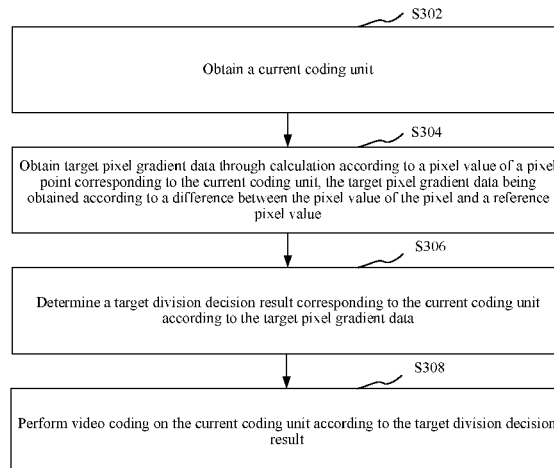 S302
Obtain a current coding unit
S304
Obtain target pixel gradient data through calculation according to a pixel value of a pixel
point corresponding to the current coding unit, the target pixel gradient data being
obtained according to a difference between the pixel value of the pixel and a reference
pixel value
S306
Determine a target division decision result corresponding to the current coding unit
according to the target pixel gradient data
S308
Perform video coding on the current coding unit according to the target division decision
result